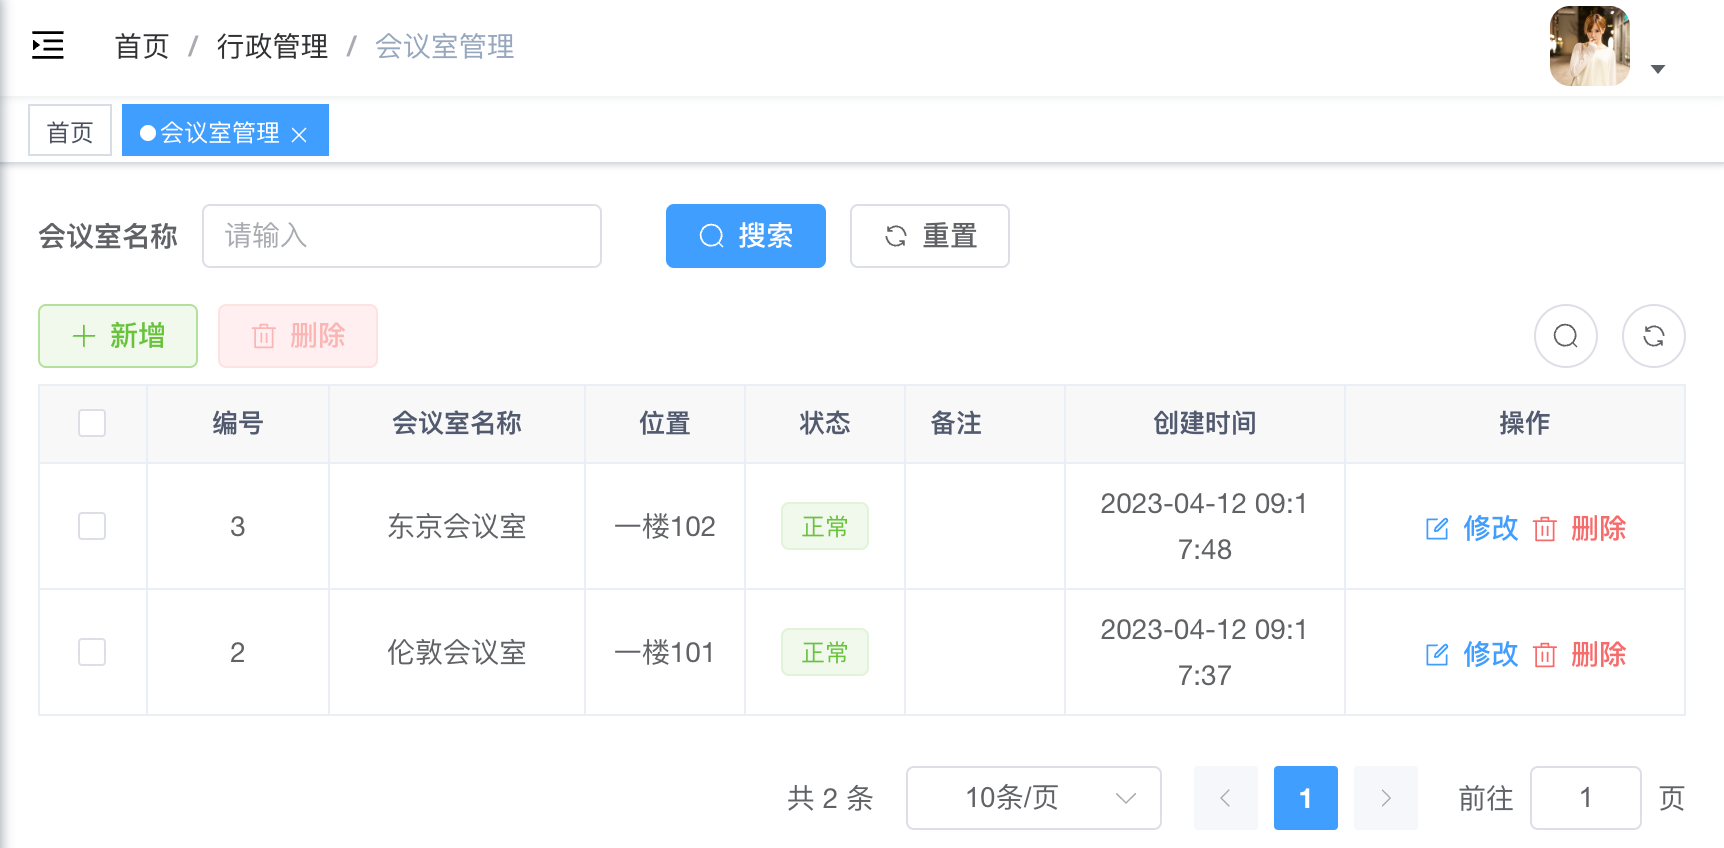 首页 / 行政管理 / 会议室管理
首页 会议室管理
会议室名称 请输入 搜索 重置
新增 删除
编号 会议室名称 位置 状态 备注 创建时间 操作
3 东京会议室 一楼102 正常 2023-04-12 09:1
7:48 修改 删除
2 伦敦会议室 一楼101 正常 2023-04-12 09:1
7:37 修改 删除
共 2 条 10条/页 1 前往 1 页